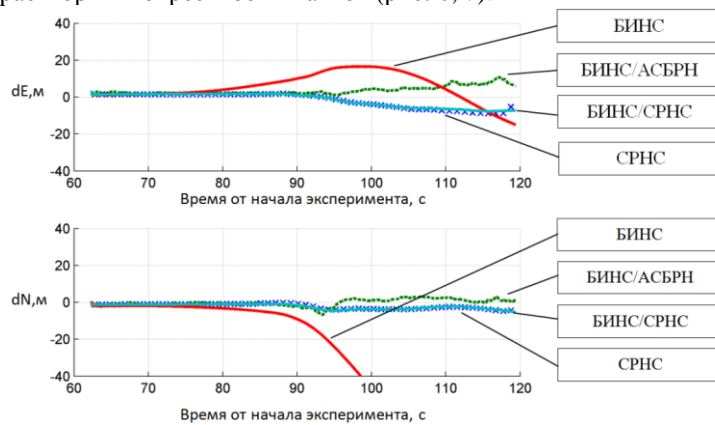 БИНС
БИНС/АСБРН
БИНС/СРНС
СРНС
dE,м
40
20
0
-20
-40
60 70 80 90 100 110 120
Время от начала эксперимента, с
БИНС
БИНС/АСБРН
БИНС/СРНС
СРНС
dN,м
40
20
0
-20
-40
60 70 80 90 100 110 120
Время от начала эксперимента, с